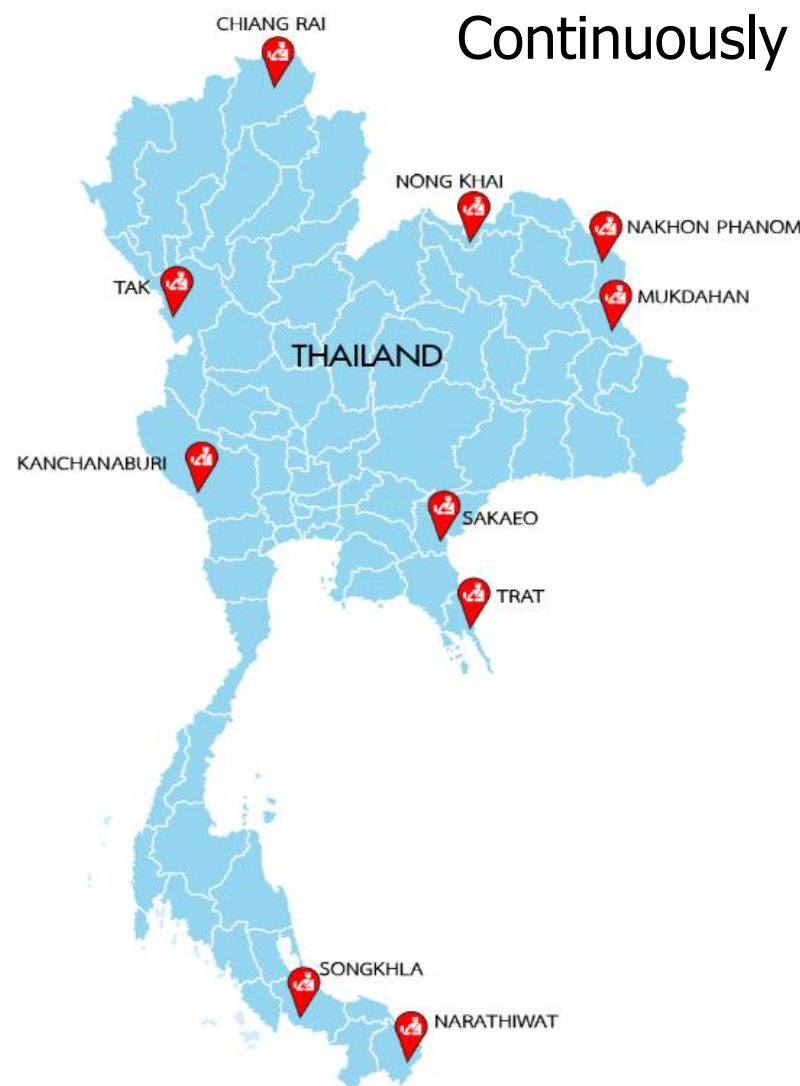 CHIANG RAI
Continuously
NONG KHAI
NAKHON PHANOM
TAK
MUKDAHAN
THAILAND
KANCHANABURI
SAKAEO
TRAT
SONGKHLA
NARATHIWAT